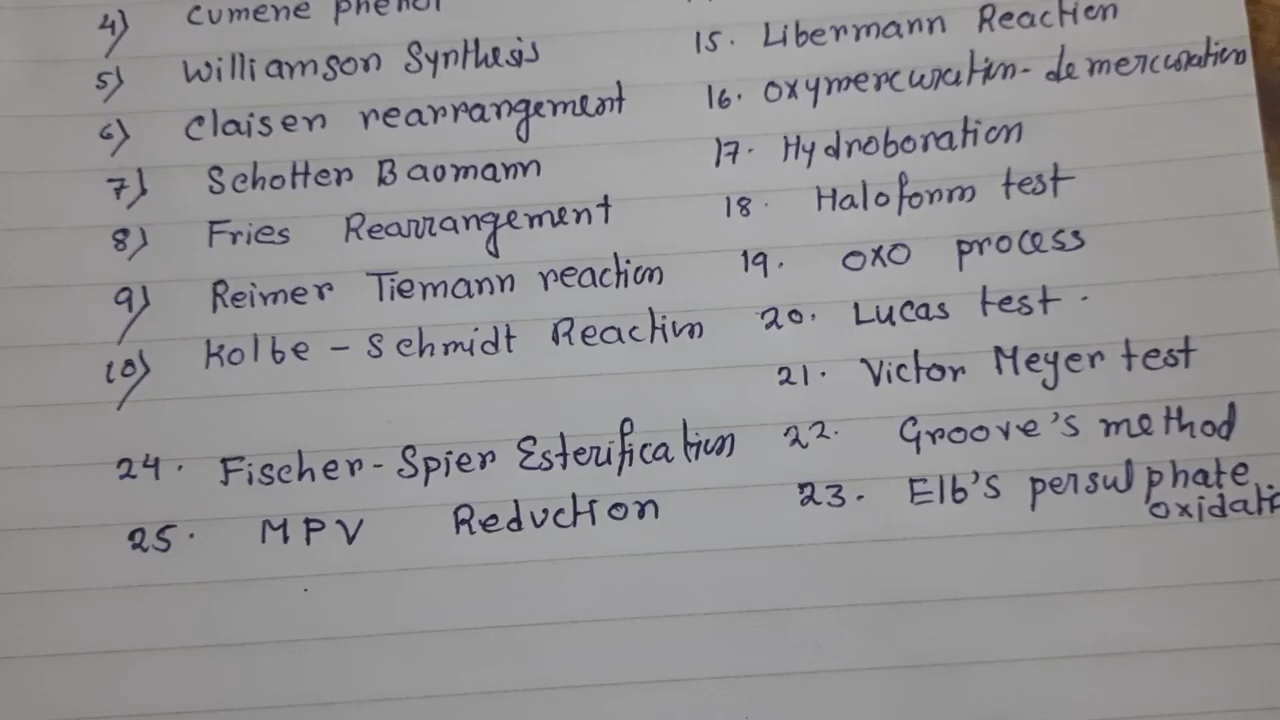 4) Cumene phenol
5) Williamson Synthesis
6) Claisen rearrangement
7) Schotten Baomann
8) Fries Rearrangement
9) Reimer Tiemann reaction
10) Kolbe - Schmidt Reaction
24. Fischer-Spier Esterification
25. MPV Reduction
15. Libermann Reaction
16. Oxymercuration-demercuration
17. Hydroboration
18. Haloform test
19. OXO process
20. Lucas test.
21. Victor Meyer test
22. Groove's method
23. Elb's persulphate
oxidati